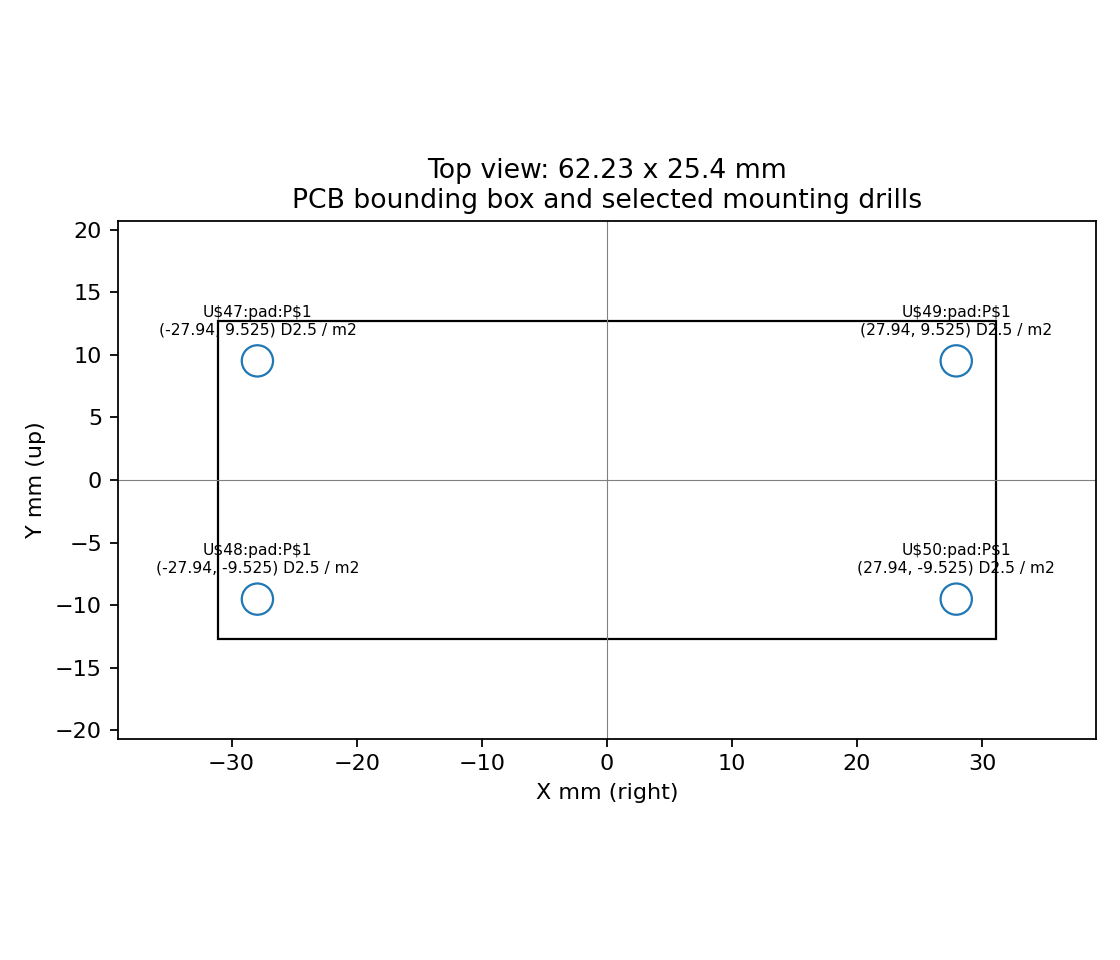 Top view: 62.23 x 25.4 mm
PCB bounding box and selected mounting drills
20
15
10
5
0
−5
−10
−15
−20
Y mm (up)
U$47:pad:P$1
(-27.94, 9.525) D2.5 / m2
U$49:pad:P$1
(27.94, 9.525) D2.5 / m2
U$48:pad:P$1
(-27.94, -9.525) D2.5 / m2
U$50:pad:P$1
(27.94, -9.525) D2.5 / m2
−30
−20
−10
0
10
20
30
X mm (right)